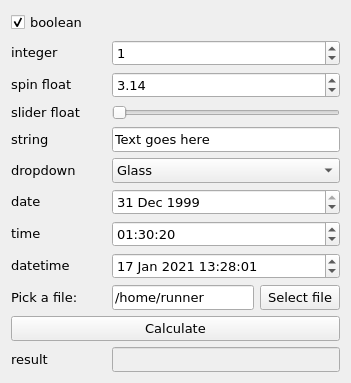 boolean
integer 1
spin float 3.14
slider float
string Text goes here
dropdown Glass
date 31 Dec 1999
time 01:30:20
datetime 17 Jan 2021 13:28:01
Pick a file: /home/runner Select file
Calculate
result